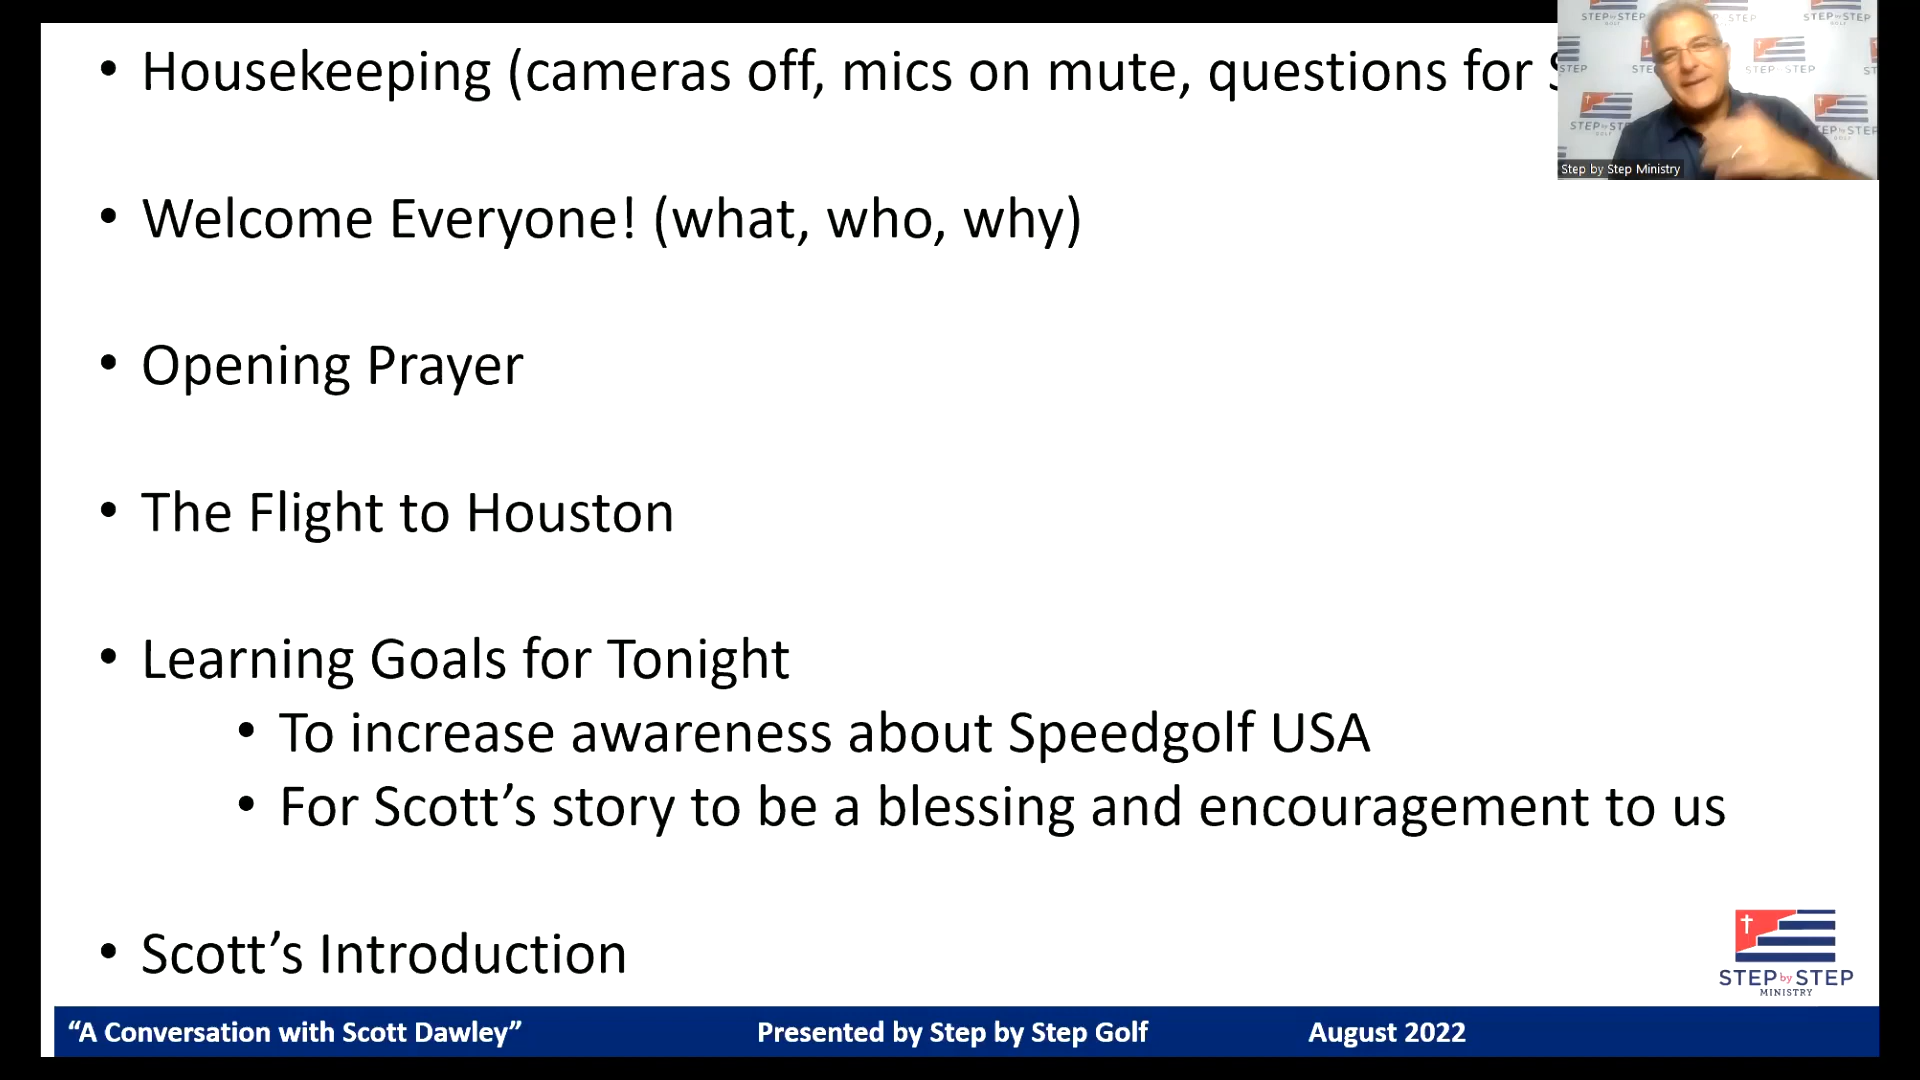 • Housekeeping (cameras off, mics on mute, questions for
• Welcome Everyone! (what, who, why)
• Opening Prayer
• The Flight to Houston
• Learning Goals for Tonight
• To increase awareness about Speedgolf USA
• For Scott’s story to be a blessing and encouragement to us
• Scott’s Introduction
Step by Step Ministry
STEP by STEP
MINISTRY
“A Conversation with Scott Dawley” Presented by Step by Step Golf August 2022